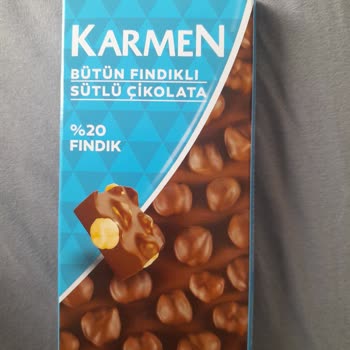 KARMEN
BÜTÜN FINDIKLI
SÜTLÜ ÇİKOLATA
%20
FINDIK